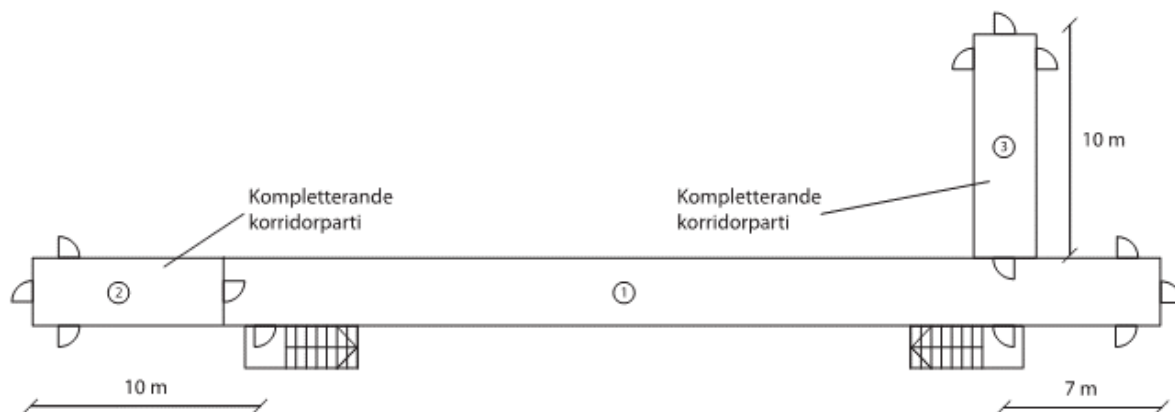 10 m
③
Kompletterande
korridorparti
Kompletterande
korridorparti
②
①
10 m
7 m